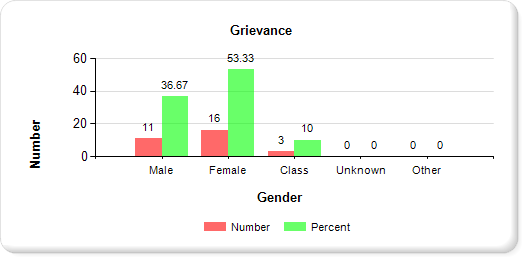 Grievance
Number
60
40
20
0
11
36.67
16
53.33
3
10
0
0
0
0
Male
Female
Class
Unknown
Other
Gender
Number
Percent